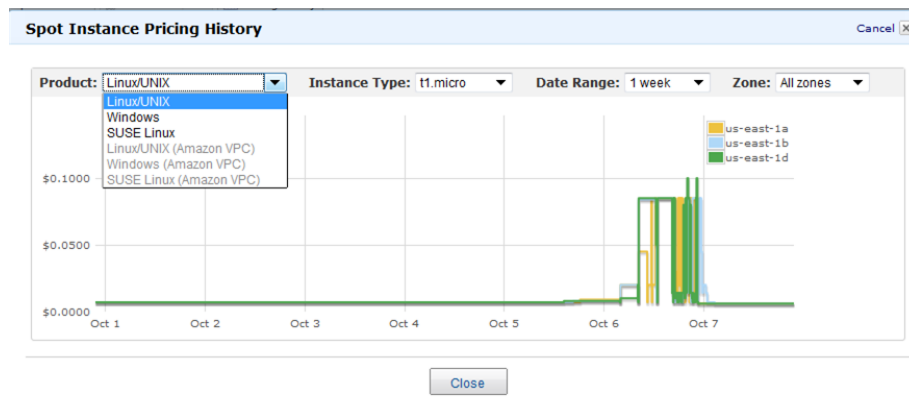 Spot Instance Pricing History
Cancel
Product: Linux/UNIX Instance Type: t1.micro Date Range: 1 week Zone: All zones
Linux/UNIX
Windows
SUSE Linux
Linux/UNIX (Amazon VPC)
Windows (Amazon VPC)
SUSE Linux (Amazon VPC)
us-east-1a
us-east-1b
us-east-1d
$0.1000
$0.0500
$0.0000
Oct 1 Oct 2 Oct 3 Oct 4 Oct 5 Oct 6 Oct 7
Close